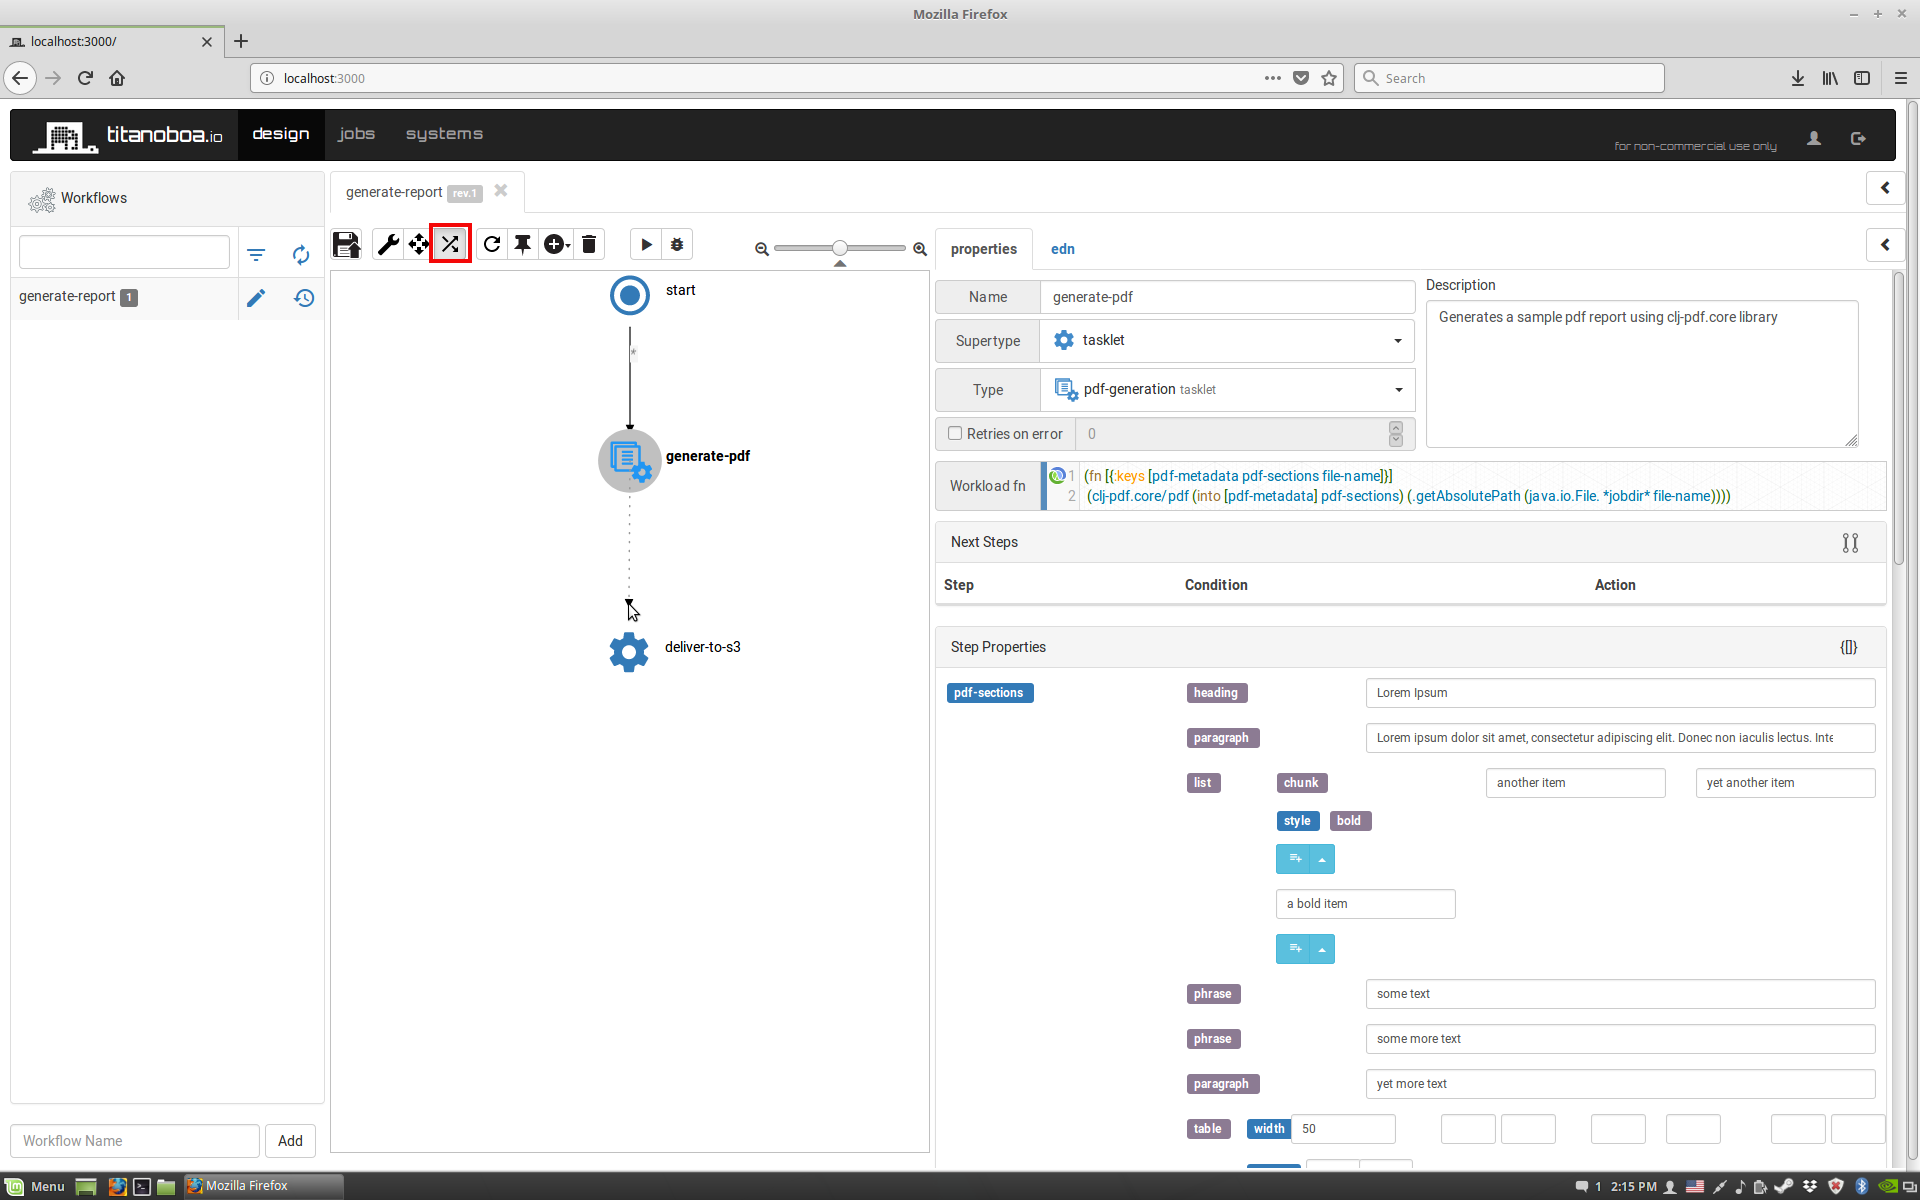 Mozilla Firefox
localhost:3000/
localhost:3000
Search
titanoboa.io
design
jobs
systems
for non-commercial use only
Workflows
generate-report 1
Workflow Name
Add
generate-report rev.1
start
*
generate-pdf
deliver-to-s3
properties
edn
Name
generate-pdf
Supertype
tasklet
Type
pdf-generation tasklet
Retries on error
0
Description
Generates a sample pdf report using clj-pdf.core library
Workload fn
1 (fn [{:keys [pdf-metadata pdf-sections file-name]}]
2 (clj-pdf.core/pdf (into [pdf-metadata] pdf-sections) (.getAbsolutePath (java.io.File. *jobdir* file-name))))
Next Steps
Step Condition Action
Step Properties
{[]}
pdf-sections
heading
Lorem Ipsum
paragraph
Lorem ipsum dolor sit amet, consectetur adipiscing elit. Donec non iaculis lectus. Inte
list
chunk
another item
yet another item
style bold
a bold item
phrase
some text
phrase
some more text
paragraph
yet more text
table
width 50
Menu
Mozilla Firefox
1 2:15 PM